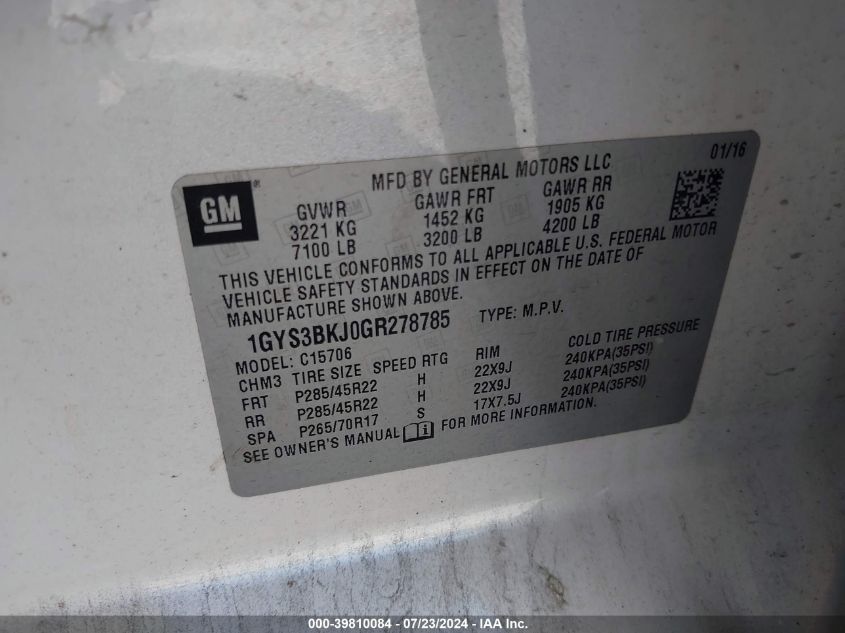 01/16
MFD BY GENERAL MOTORS LLC
GM®
GVWR GAWR FRT GAWR RR
3221 KG 1452 KG 1905 KG
7100 LB 3200 LB 4200 LB
THIS VEHICLE CONFORMS TO ALL APPLICABLE U.S. FEDERAL MOTOR
VEHICLE SAFETY STANDARDS IN EFFECT ON THE DATE OF
MANUFACTURE SHOWN ABOVE.
1GYS3BKJ0GR278785 TYPE: M.P.V.
MODEL: C15706
CHM3 TIRE SIZE SPEED RTG RIM COLD TIRE PRESSURE
FRT P285/45R22 H 22X9J 240KPA(35PSI)
RR P285/45R22 H 22X9J 240KPA(35PSI)
SPA P265/70R17 S 17X7.5J 240KPA(35PSI)
SEE OWNER'S MANUAL FOR MORE INFORMATION.
000-39810084 / 07/23/2024 - IAA Inc.